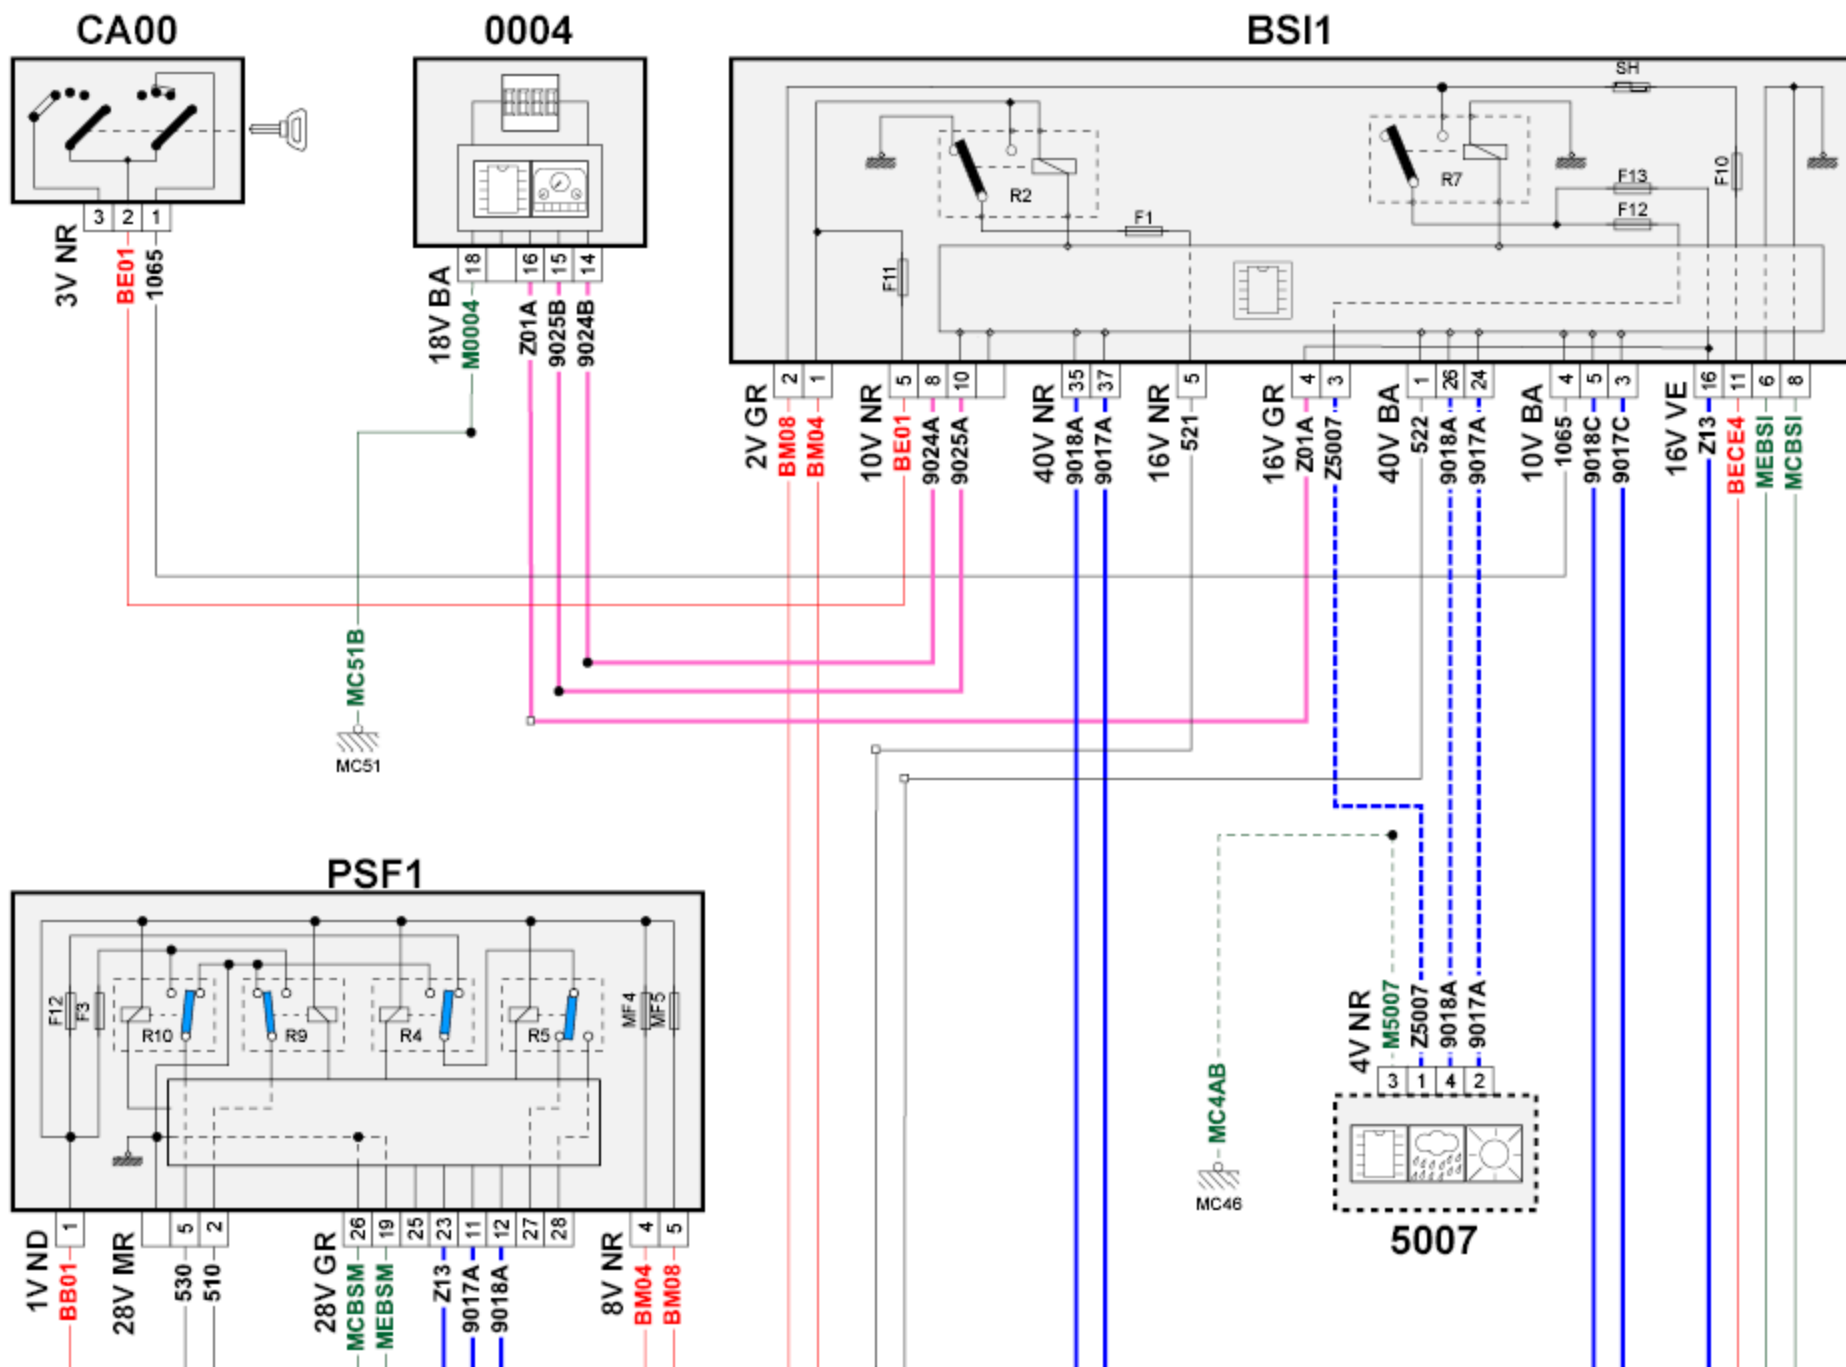 CA00
0004
BSI1
SH
R2
R7
F1
F13
F12
F10
F11
3 2 1
3V NR
BE01
1065
18 16 15 14
18V BA
M0004
Z01A
9025B
9024B
2 1
2V GR
BM08
BM04
5 8 10
10V NR
BE01
9024A
9025A
35 37
40V NR
9018A
9017A
5
16V NR
521
4 3
16V GR
Z01A
Z5007
1 26 24
40V BA
522
9018A
9017A
4 5 3
10V BA
1065
9018C
9017C
16 11 6 8
16V VE
Z13
BECE4
MEBSI
MCBSI
MC51B
MC51
PSF1
F12
F3
R10
R9
R4
R5
MF4
MF5
1
1V ND
BB01
5 2
28V MR
530
510
26 19 25 23 11 12 27 28
28V GR
MCBSM
MEBSM
Z13
9017A
9018A
4 5
8V NR
BM04
BM08
MC4AB
MC46
4V NR
M5007
Z5007
9018A
9017A
3 1 4 2
5007